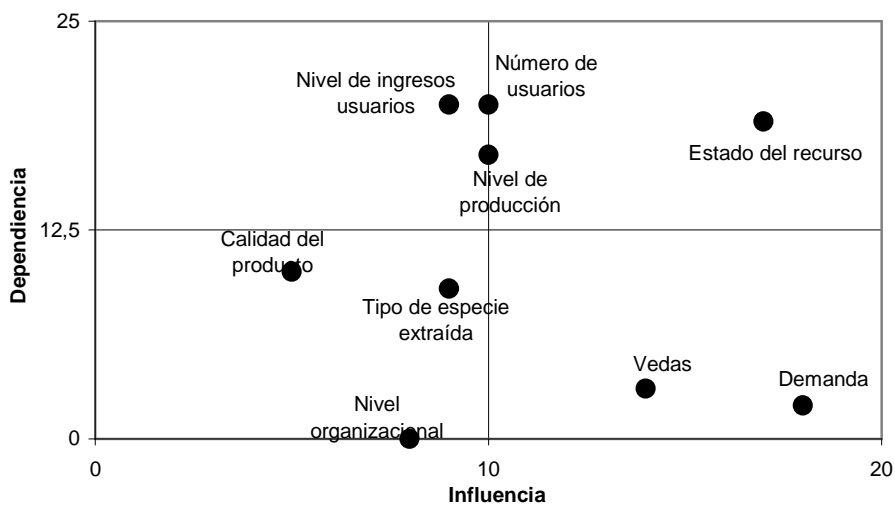 25
Número de
usuarios
Nivel de ingresos
usuarios
Estado del recurso
Nivel de
producción
12,5
Calidad del
producto
Tipo de especie
extraída
Vedas
Demanda
Nivel
organizacional
0
0
10
20
Influencia
Dependiencia